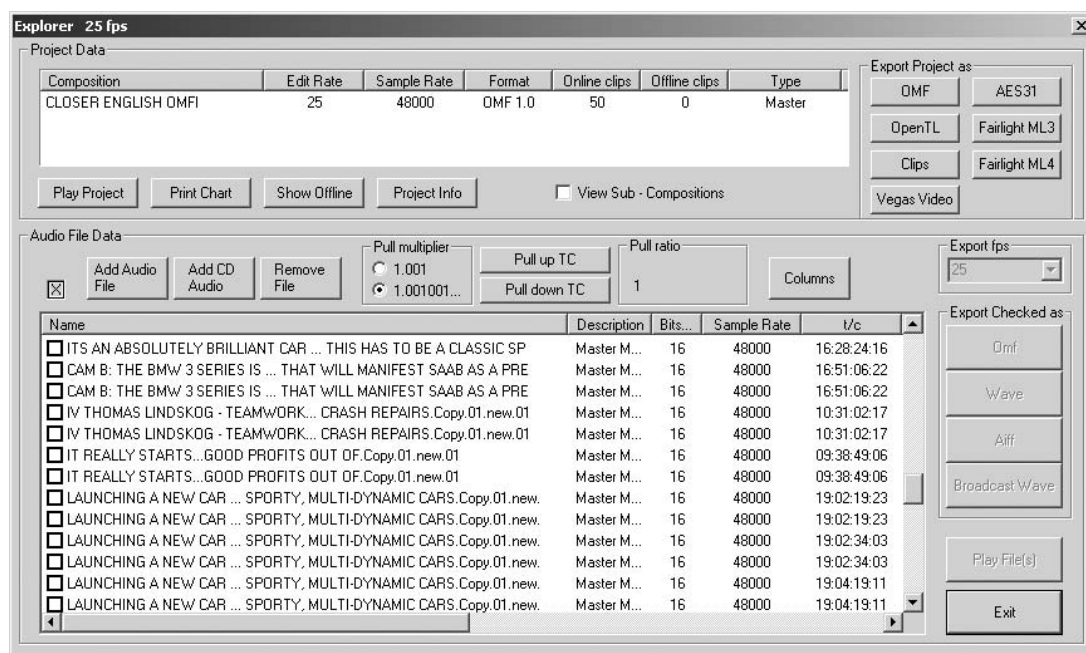 Explorer 25 fps
Project Data
Composition Edit Rate Sample Rate Format Online clips Offline clips Type
CLOSER ENGLISH OMFI 25 48000 OMF 1.0 50 0 Master
Play Project Print Chart Show Offline Project Info View Sub - Compositions
Export Project as
OMF AES31
OpenTL Fairlight ML3
Clips Fairlight ML4
Vegas Video
Audio File Data
Add Audio File
Add CD Audio
Remove File
Pull multiplier
1.001
1.001001...
Pull up TC
Pull down TC
Pull ratio
1
Columns
Export fps
25
Name Description Bits... Sample Rate t/c
ITS AN ABSOLUTELY BRILLIANT CAR ... THIS HAS TO BE A CLASSIC SP Master M... 16 48000 16:28:24:16
CAM B: THE BMW 3 SERIES IS ... THAT WILL MANIFEST SAAB AS A PRE Master M... 16 48000 16:51:06:22
CAM B: THE BMW 3 SERIES IS ... THAT WILL MANIFEST SAAB AS A PRE Master M... 16 48000 16:51:06:22
IV THOMAS LINDSKOG - TEAMWORK... CRASH REPAIRS.Copy.01.new.01 Master M... 16 48000 10:31:02:17
IV THOMAS LINDSKOG - TEAMWORK... CRASH REPAIRS.Copy.01.new.01 Master M... 16 48000 10:31:02:17
IT REALLY STARTS...GOOD PROFITS OUT OF.Copy.01.new.01 Master M... 16 48000 09:38:49:06
IT REALLY STARTS...GOOD PROFITS OUT OF.Copy.01.new.01 Master M... 16 48000 09:38:49:06
LAUNCHING A NEW CAR ... SPORTY, MULTI-DYNAMIC CARS.Copy.01.new. Master M... 16 48000 19:02:19:23
LAUNCHING A NEW CAR ... SPORTY, MULTI-DYNAMIC CARS.Copy.01.new. Master M... 16 48000 19:02:19:23
LAUNCHING A NEW CAR ... SPORTY, MULTI-DYNAMIC CARS.Copy.01.new. Master M... 16 48000 19:02:34:03
LAUNCHING A NEW CAR ... SPORTY, MULTI-DYNAMIC CARS.Copy.01.new. Master M... 16 48000 19:02:34:03
LAUNCHING A NEW CAR ... SPORTY, MULTI-DYNAMIC CARS.Copy.01.new. Master M... 16 48000 19:04:19:11
LAUNCHING A NEW CAR ... SPORTY, MULTI-DYNAMIC CARS.Copy.01.new. Master M... 16 48000 19:04:19:11
Export Checked as
Omf
Wave
Aiff
Broadcast Wave
Play File(s)
Exit